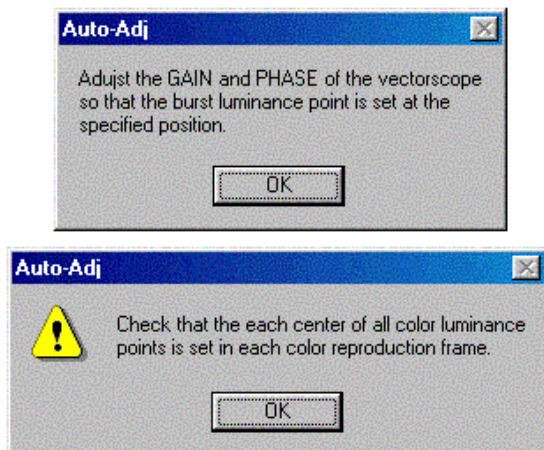 Auto-Adj
Adujst the GAIN and PHASE of the vectorscope
so that the burst luminance point is set at the
specified position.
OK
Auto-Adj
Check that the each center of all color luminance
points is set in each color reproduction frame.
OK